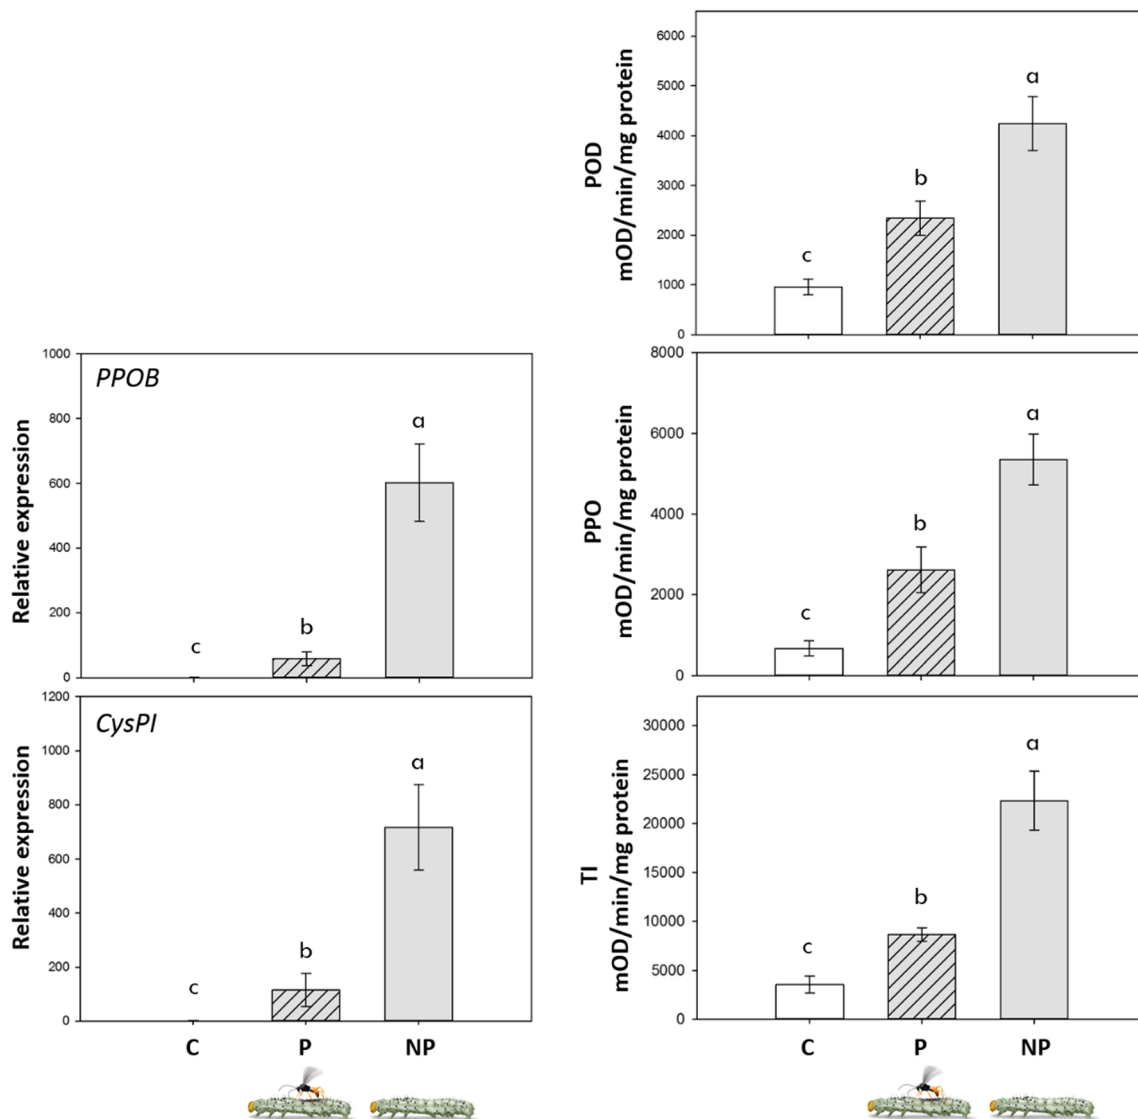 PPOB
Relative expression
1000
800
600
400
200
0
c
b
a
CysPI
Relative expression
1200
1000
800
600
400
200
0
c
b
a
C P NP
POD
mOD/min/mg protein
6000
5000
4000
3000
2000
1000
0
c
b
a
PPO
mOD/min/mg protein
8000
6000
4000
2000
0
c
b
a
TI
mOD/min/mg protein
30000
25000
20000
15000
10000
5000
0
c
b
a
C P NP